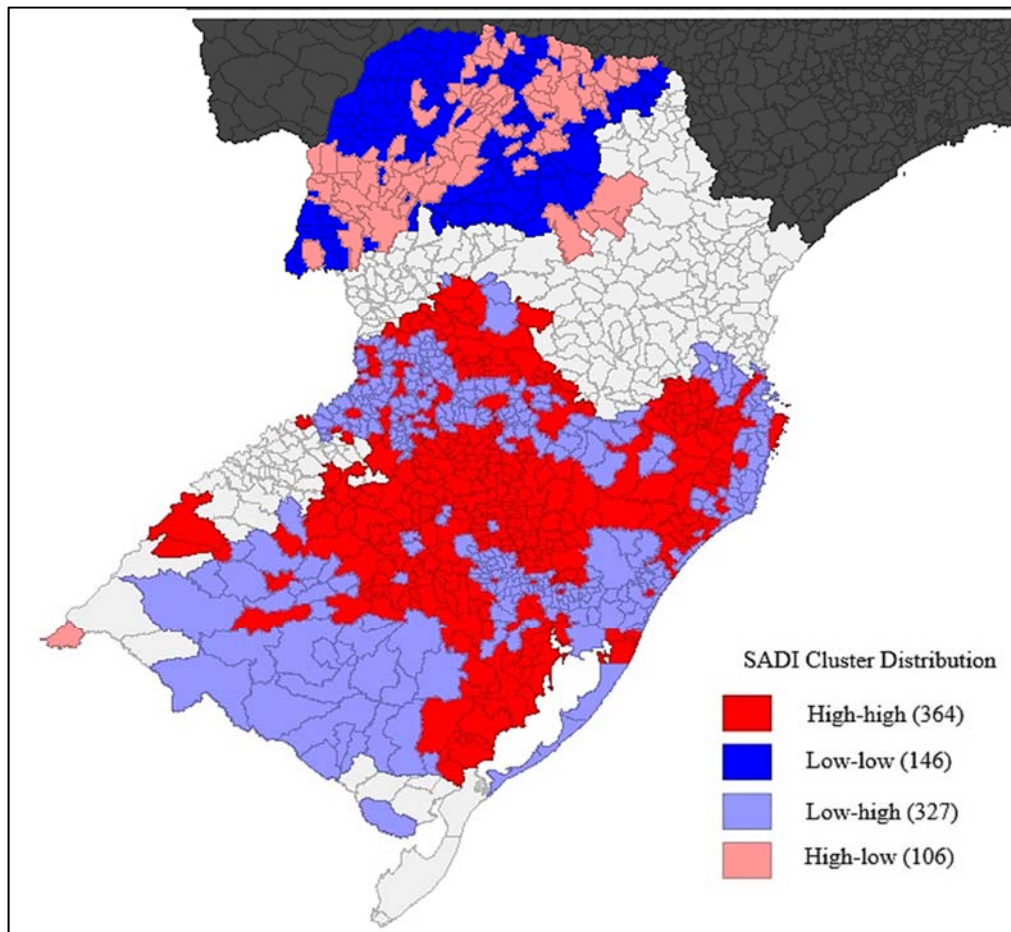 SADI Cluster Distribution
High-high (364)
Low-low (146)
Low-high (327)
High-low (106)